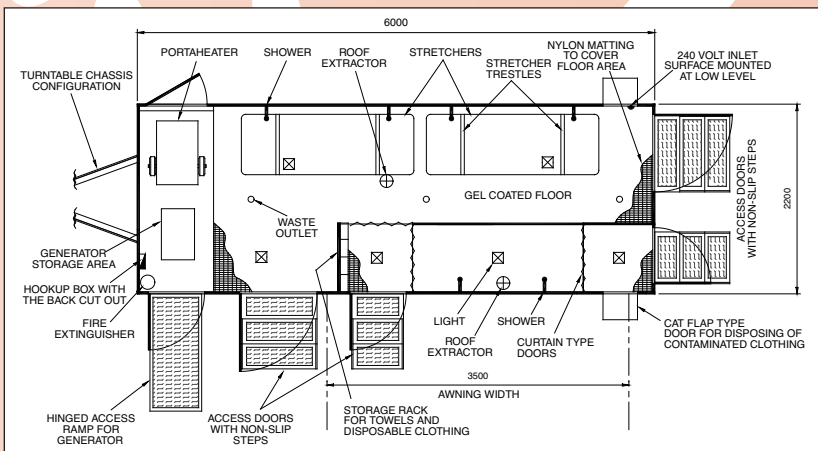 6000
PORTAHEATER
SHOWER
ROOF
EXTRACTOR
STRETCHERS
STRETCHER
TRESTLES
NYLON MATTING
TO COVER
FLOOR AREA
240 VOLT INLET
SURFACE MOUNTED
AT LOW LEVEL
TURNTABLE CHASSIS
CONFIGURATION
GEL COATED FLOOR
WASTE
OUTLET
ACCESS DOORS
WITH NON-SLIP STEPS
2200
GENERATOR
STORAGE AREA
HOOKUP BOX WITH
THE BACK CUT OUT
FIRE
EXTINGUISHER
LIGHT
ROOF
EXTRACTOR
SHOWER
CURTAIN TYPE
DOORS
CAT FLAP TYPE
DOOR FOR DISPOSING OF
CONTAMINATED CLOTHING
3500
AWNING WIDTH
HINGED ACCESS
RAMP FOR
GENERATOR
ACCESS DOORS
WITH NON-SLIP
STEPS
STORAGE RACK
FOR TOWELS AND
DISPOSABLE CLOTHING